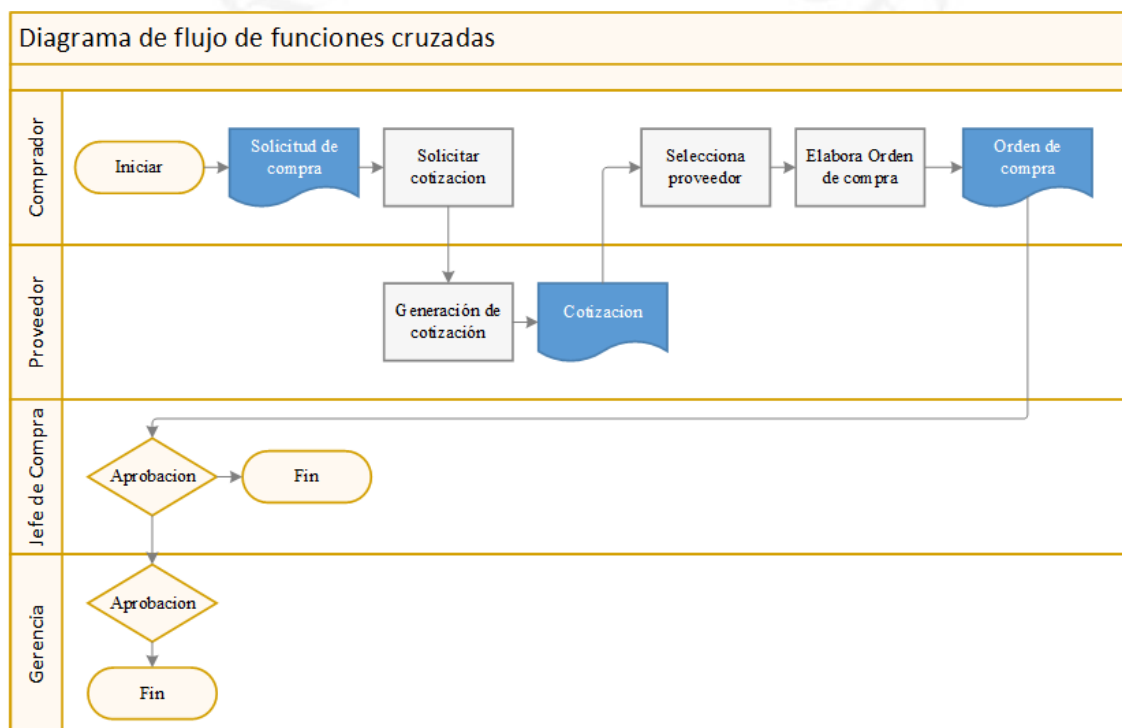 Diagrama de flujo de funciones cruzadas
Comprador
Iniciar
Solicitud de
compra
Solicitar
cotizacion
Selecciona
proveedor
Elabora Orden
de compra
Orden de
compra
Proveedor
Generación de
cotización
Cotizacion
Jefe de Compra
Aprobacion
Fin
Gerencia
Aprobacion
Fin